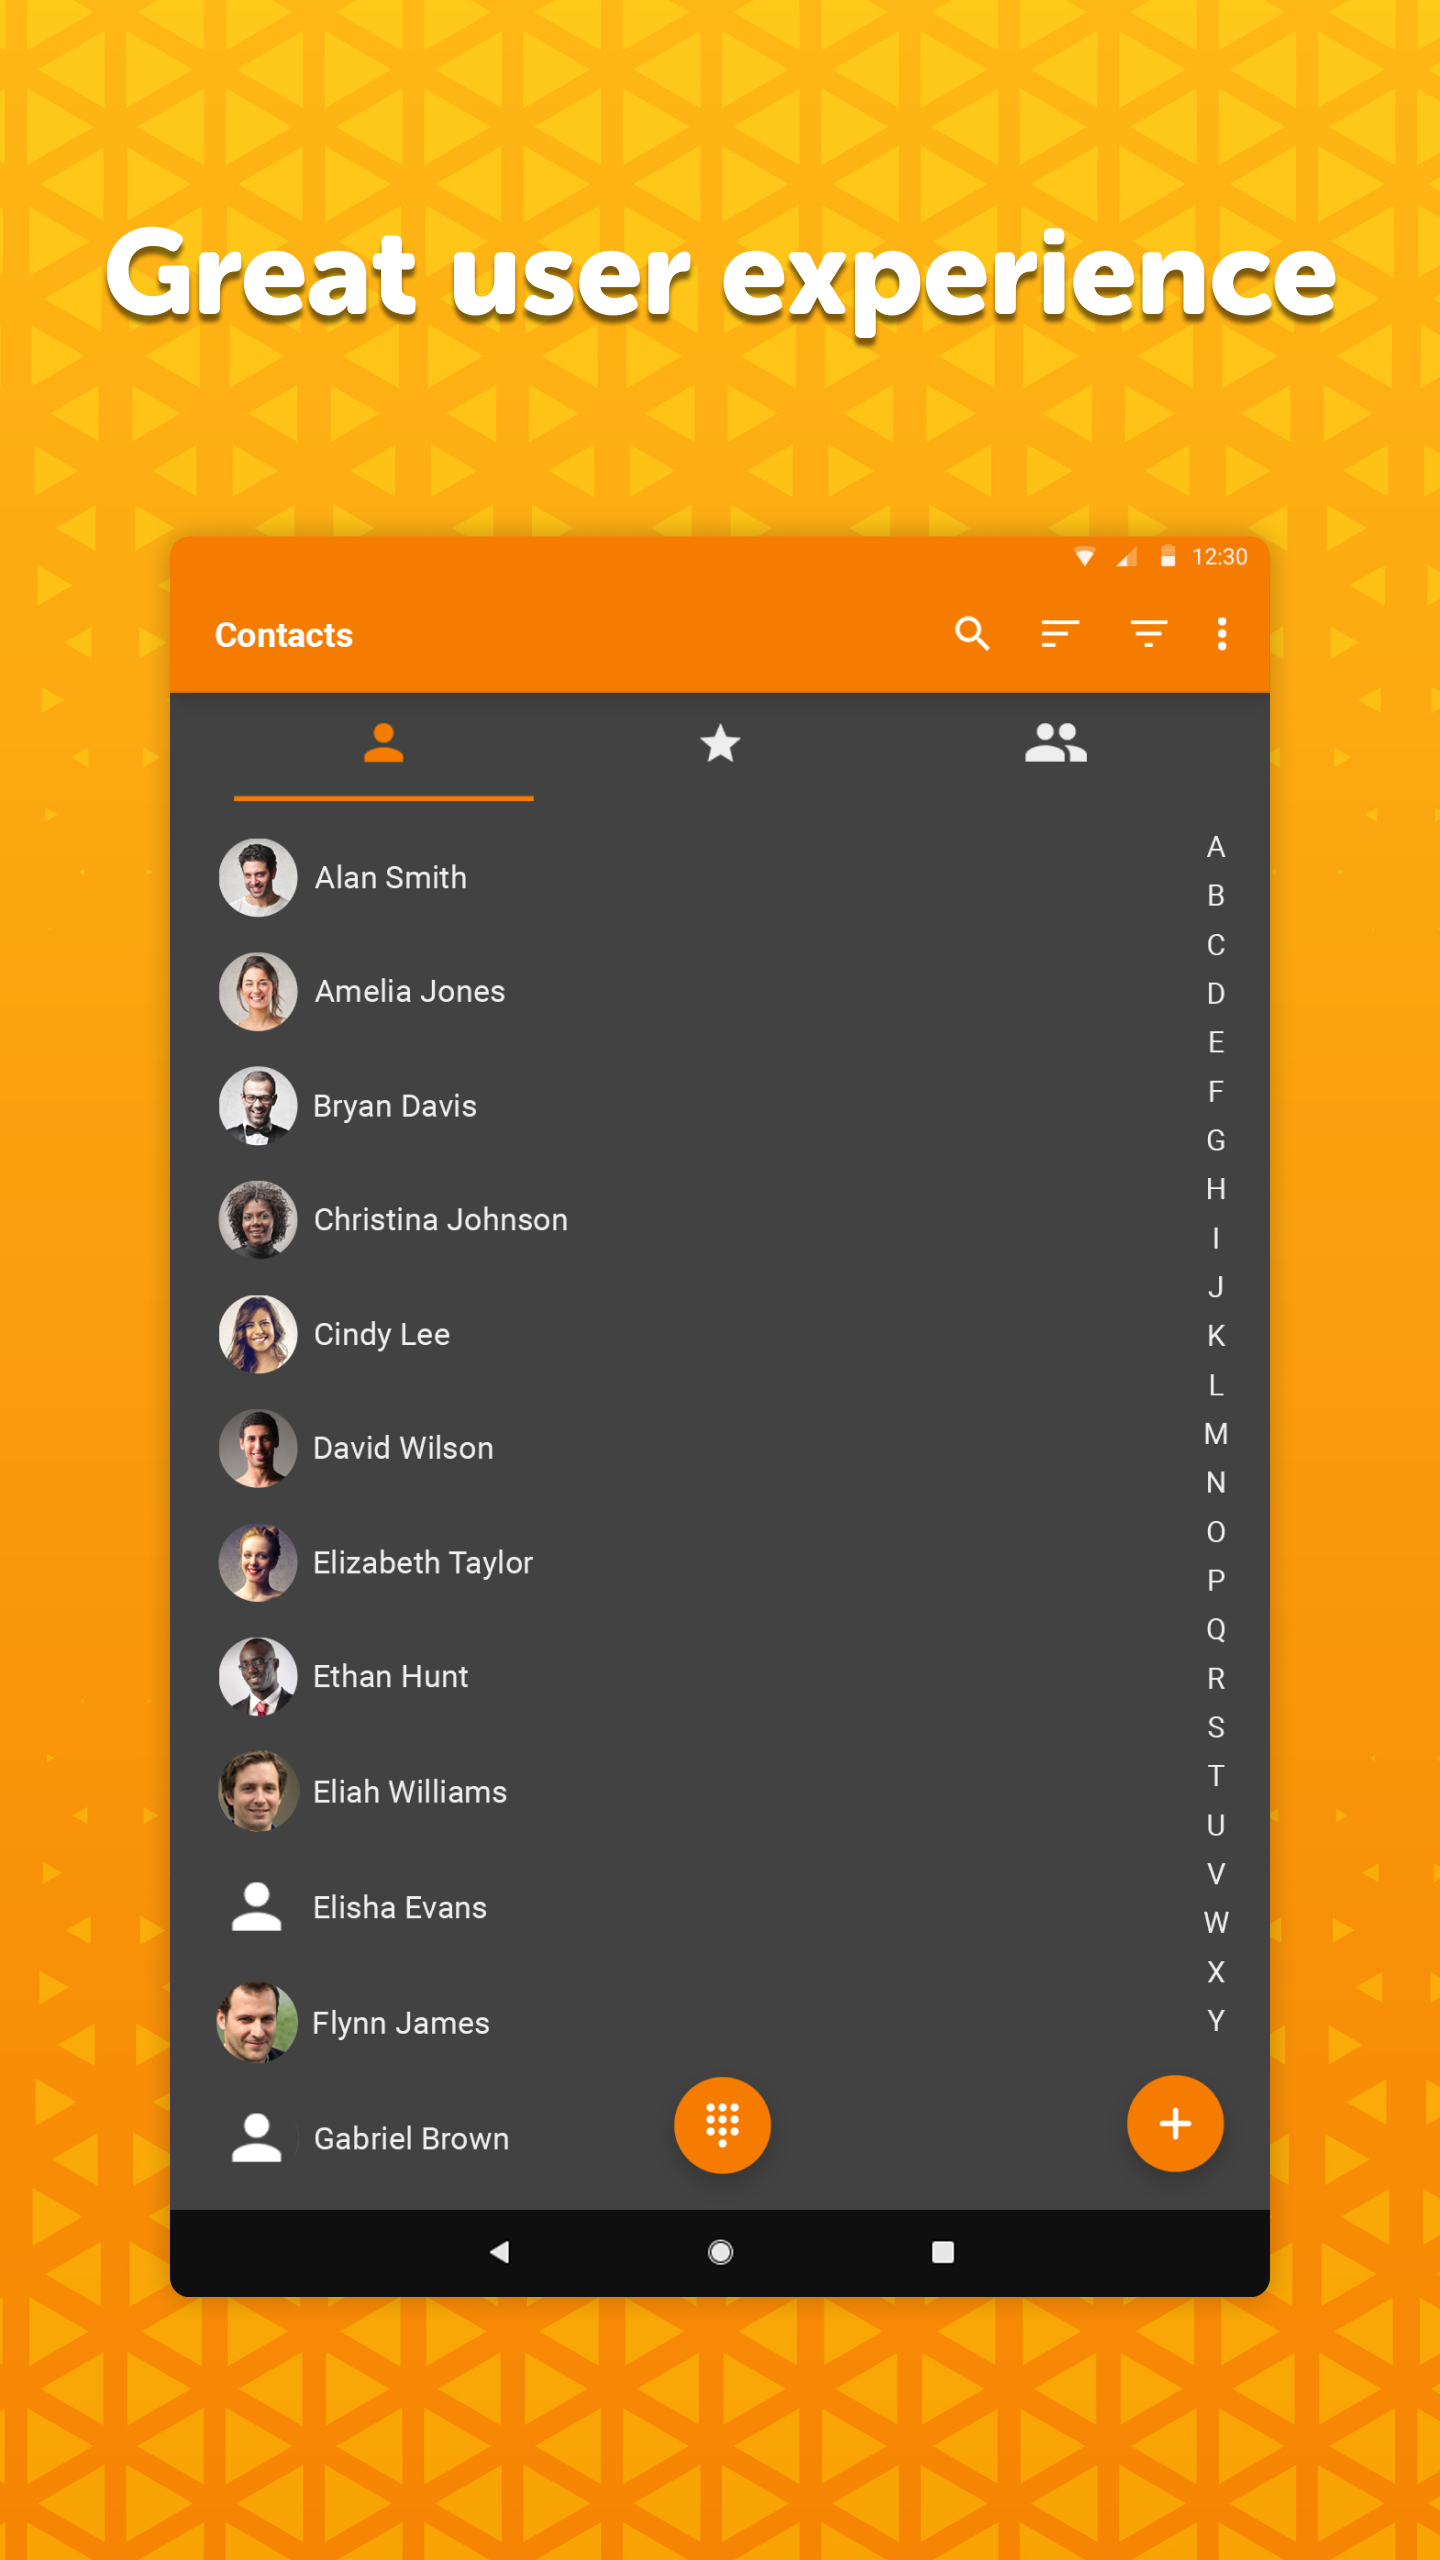 Great user experience
12:30
Contacts
Alan Smith
Amelia Jones
Bryan Davis
Christina Johnson
Cindy Lee
David Wilson
Elizabeth Taylor
Ethan Hunt
Eliah Williams
Elisha Evans
Flynn James
Gabriel Brown
A
B
C
D
E
F
G
H
I
J
K
L
M
N
O
P
Q
R
S
T
U
V
W
X
Y